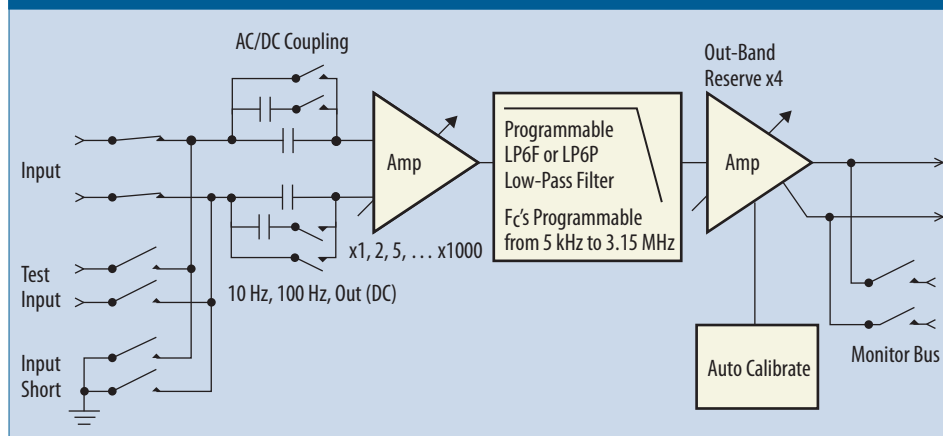 AC/DC Coupling
Out-Band
Reserve x4
Input
Amp
Programmable
LP6F or LP6P
Low-Pass Filter
FC's Programmable
from 5 kHz to 3.15 MHz
Amp
x1, 2, 5, … x1000
Test
Input
10 Hz, 100 Hz, Out (DC)
Input
Short
Auto Calibrate
Monitor Bus